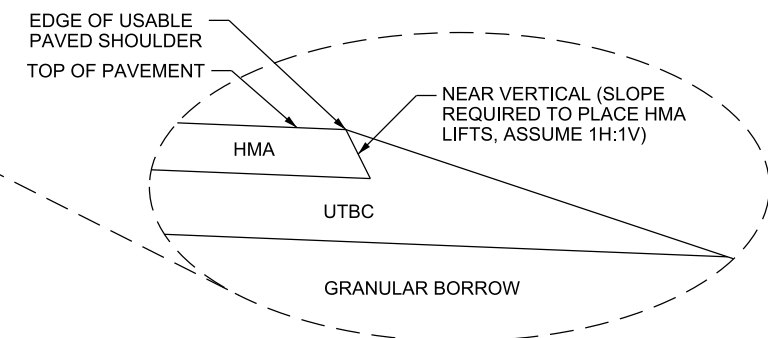 EDGE OF USABLE
PAVED SHOULDER
TOP OF PAVEMENT
NEAR VERTICAL (SLOPE
REQUIRED TO PLACE HMA
LIFTS, ASSUME 1H:1V)
HMA
UTBC
GRANULAR BORROW